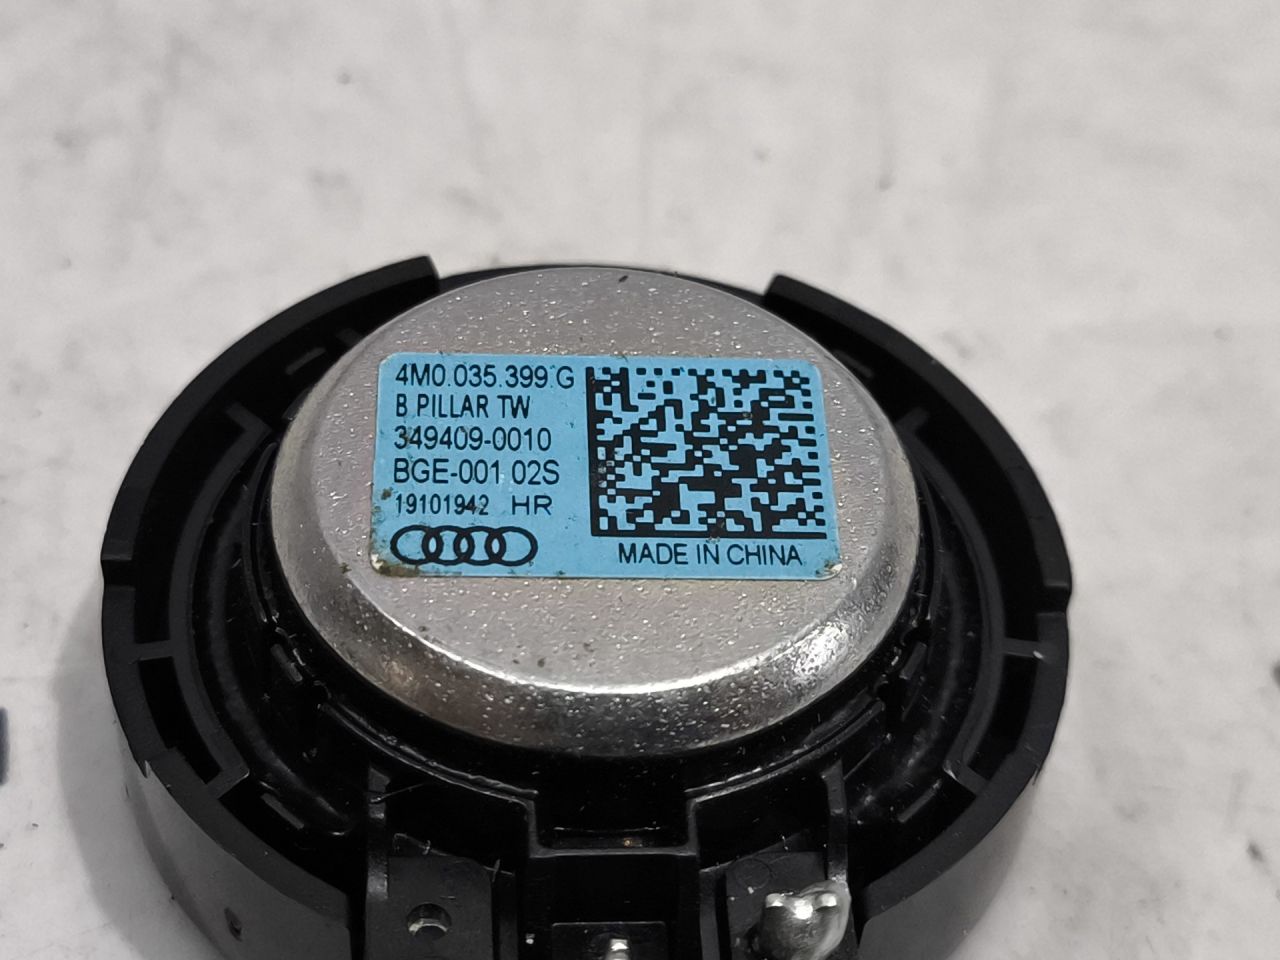 4M0.035.399.G
B PILLAR TW
349409-0010
BGE-001 02S
19101942 HR
MADE IN CHINA